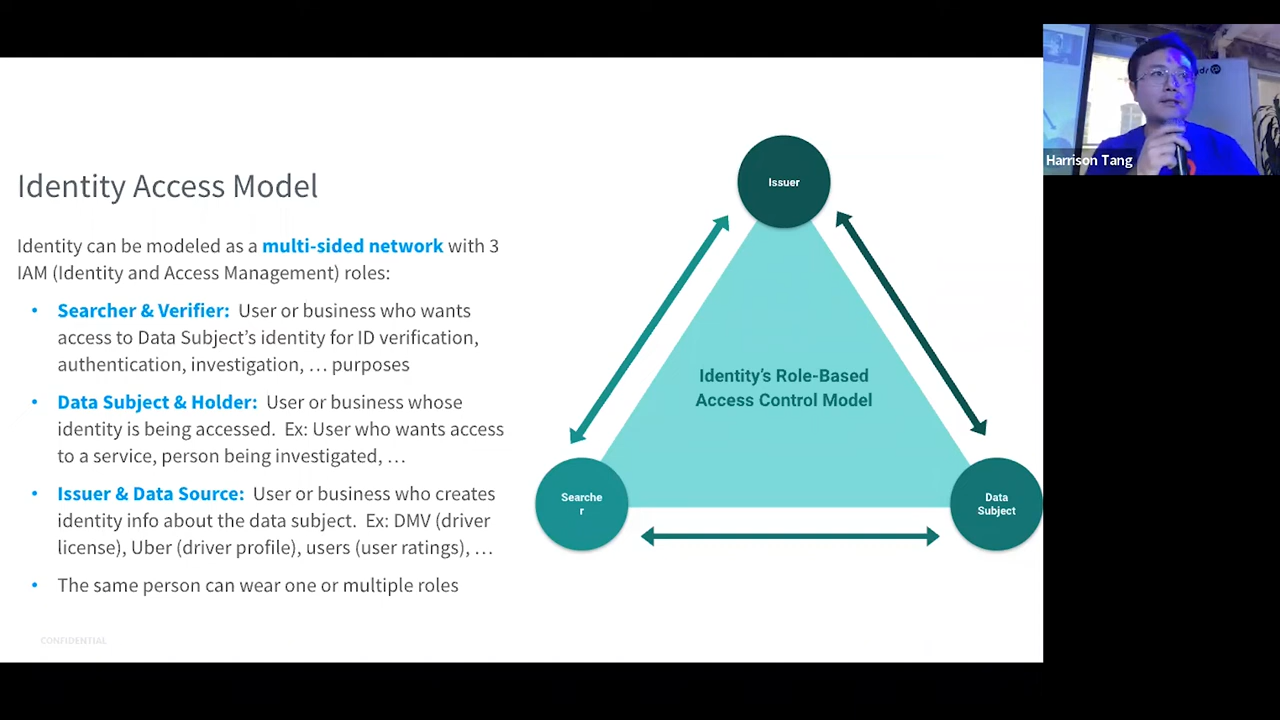 Identity Access Model
Identity can be modeled as a multi-sided network with 3
IAM (Identity and Access Management) roles:
• Searcher & Verifier: User or business who wants
access to Data Subject’s identity for ID verification,
authentication, investigation, … purposes
• Data Subject & Holder: User or business whose
identity is being accessed. Ex: User who wants access
to a service, person being investigated, …
• Issuer & Data Source: User or business who creates
identity info about the data subject. Ex: DMV (driver
license), Uber (driver profile), users (user ratings), …
• The same person can wear one or multiple roles
CONFIDENTIAL
Issuer
Identity’s Role-Based
Access Control Model
Searche
r
Data
Subject
Harrison Tang